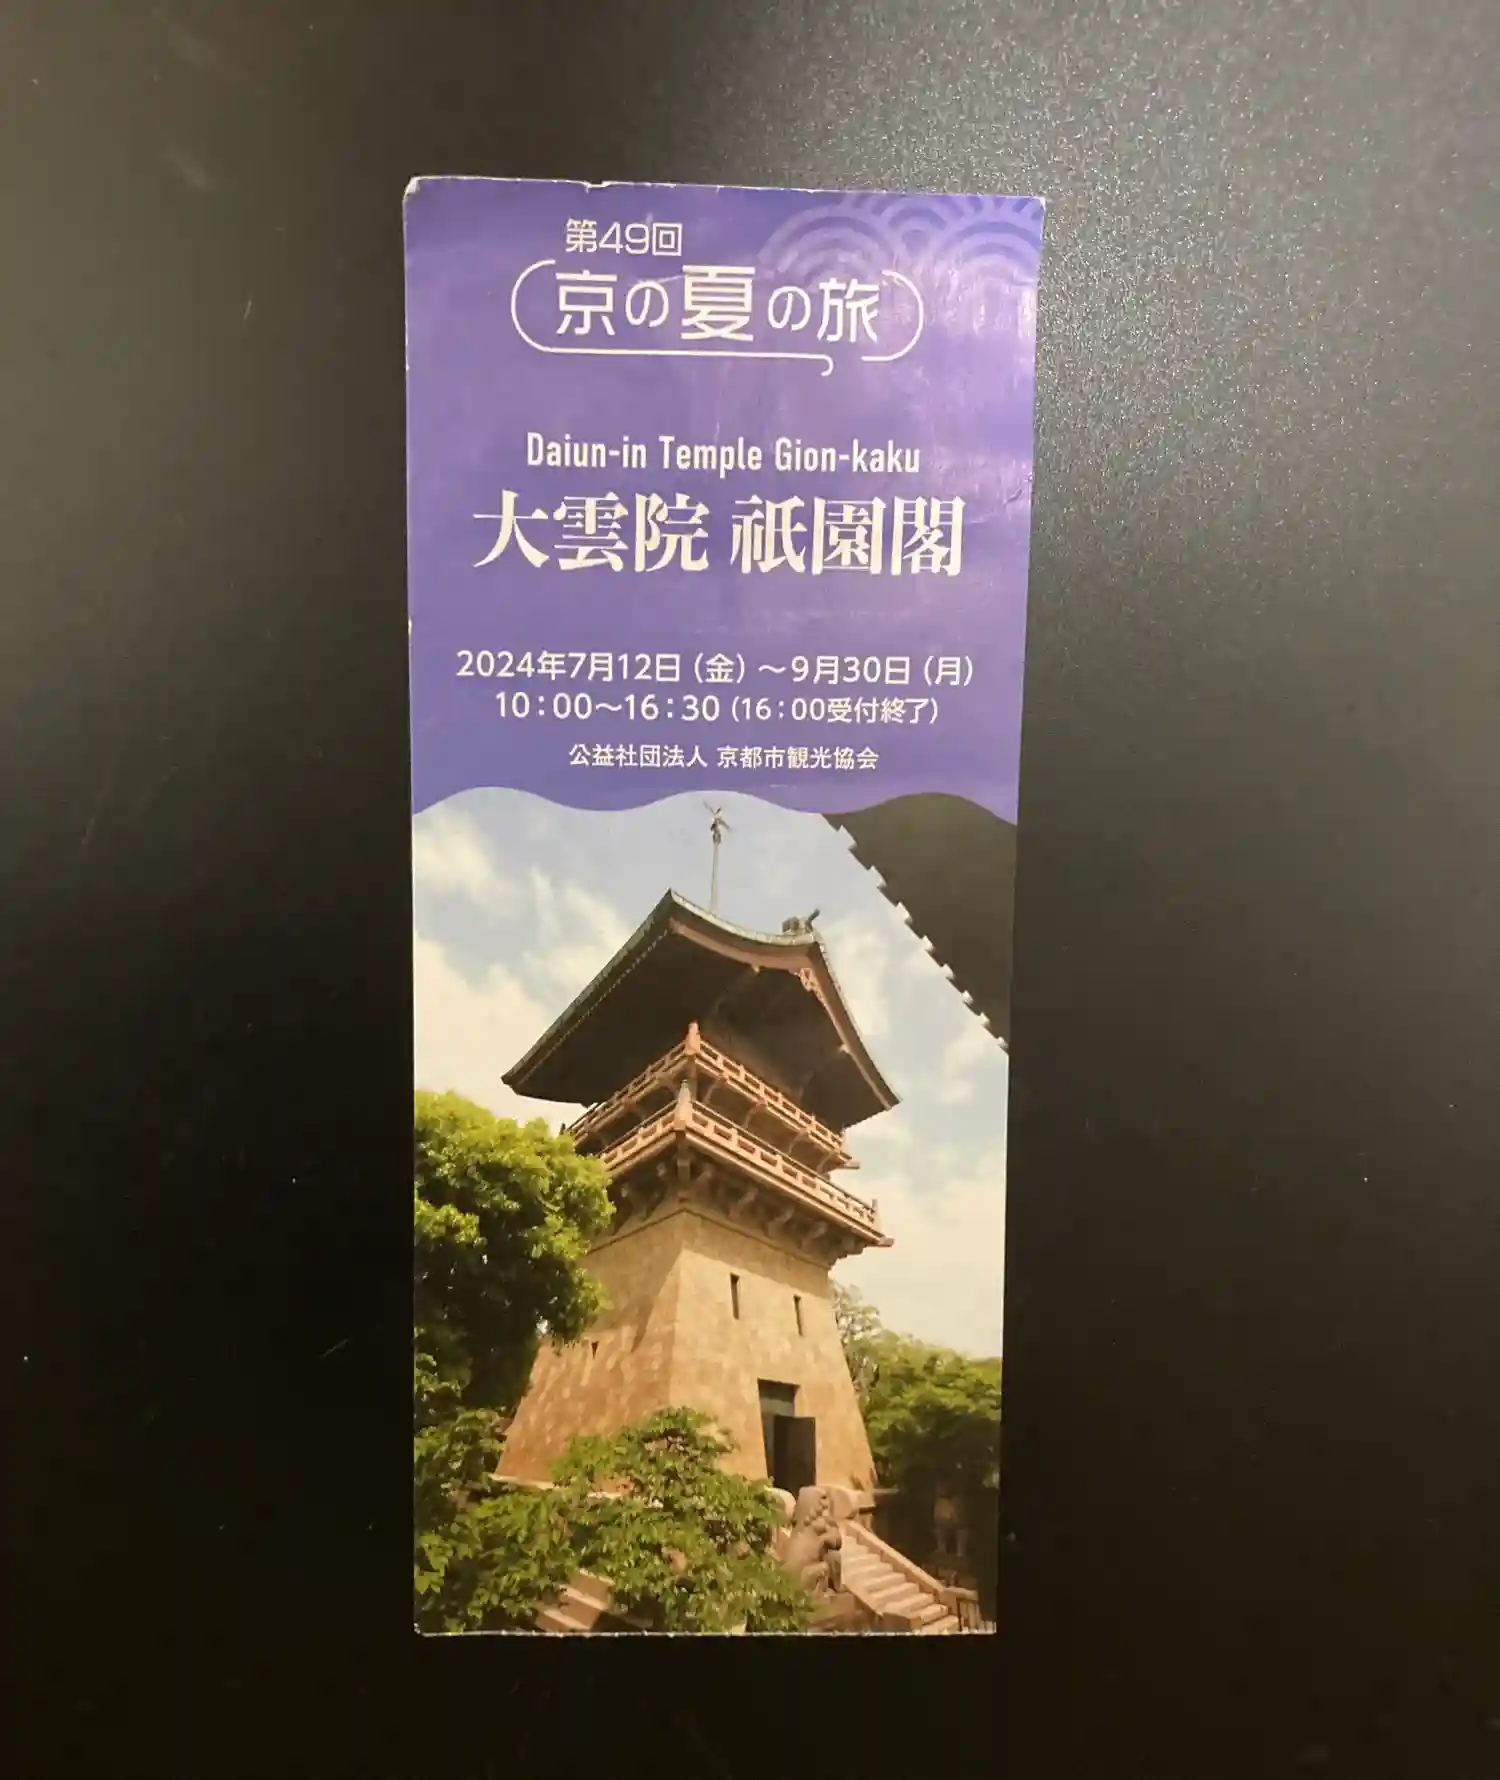 第49回
京の夏の旅
Daiun-in Temple Gion-kaku
大雲院 祇園閣
2024年7月12日（金）～9月30日（月）
10：00～16：30（16：00受付終了）
公益社団法人 京都市観光協会